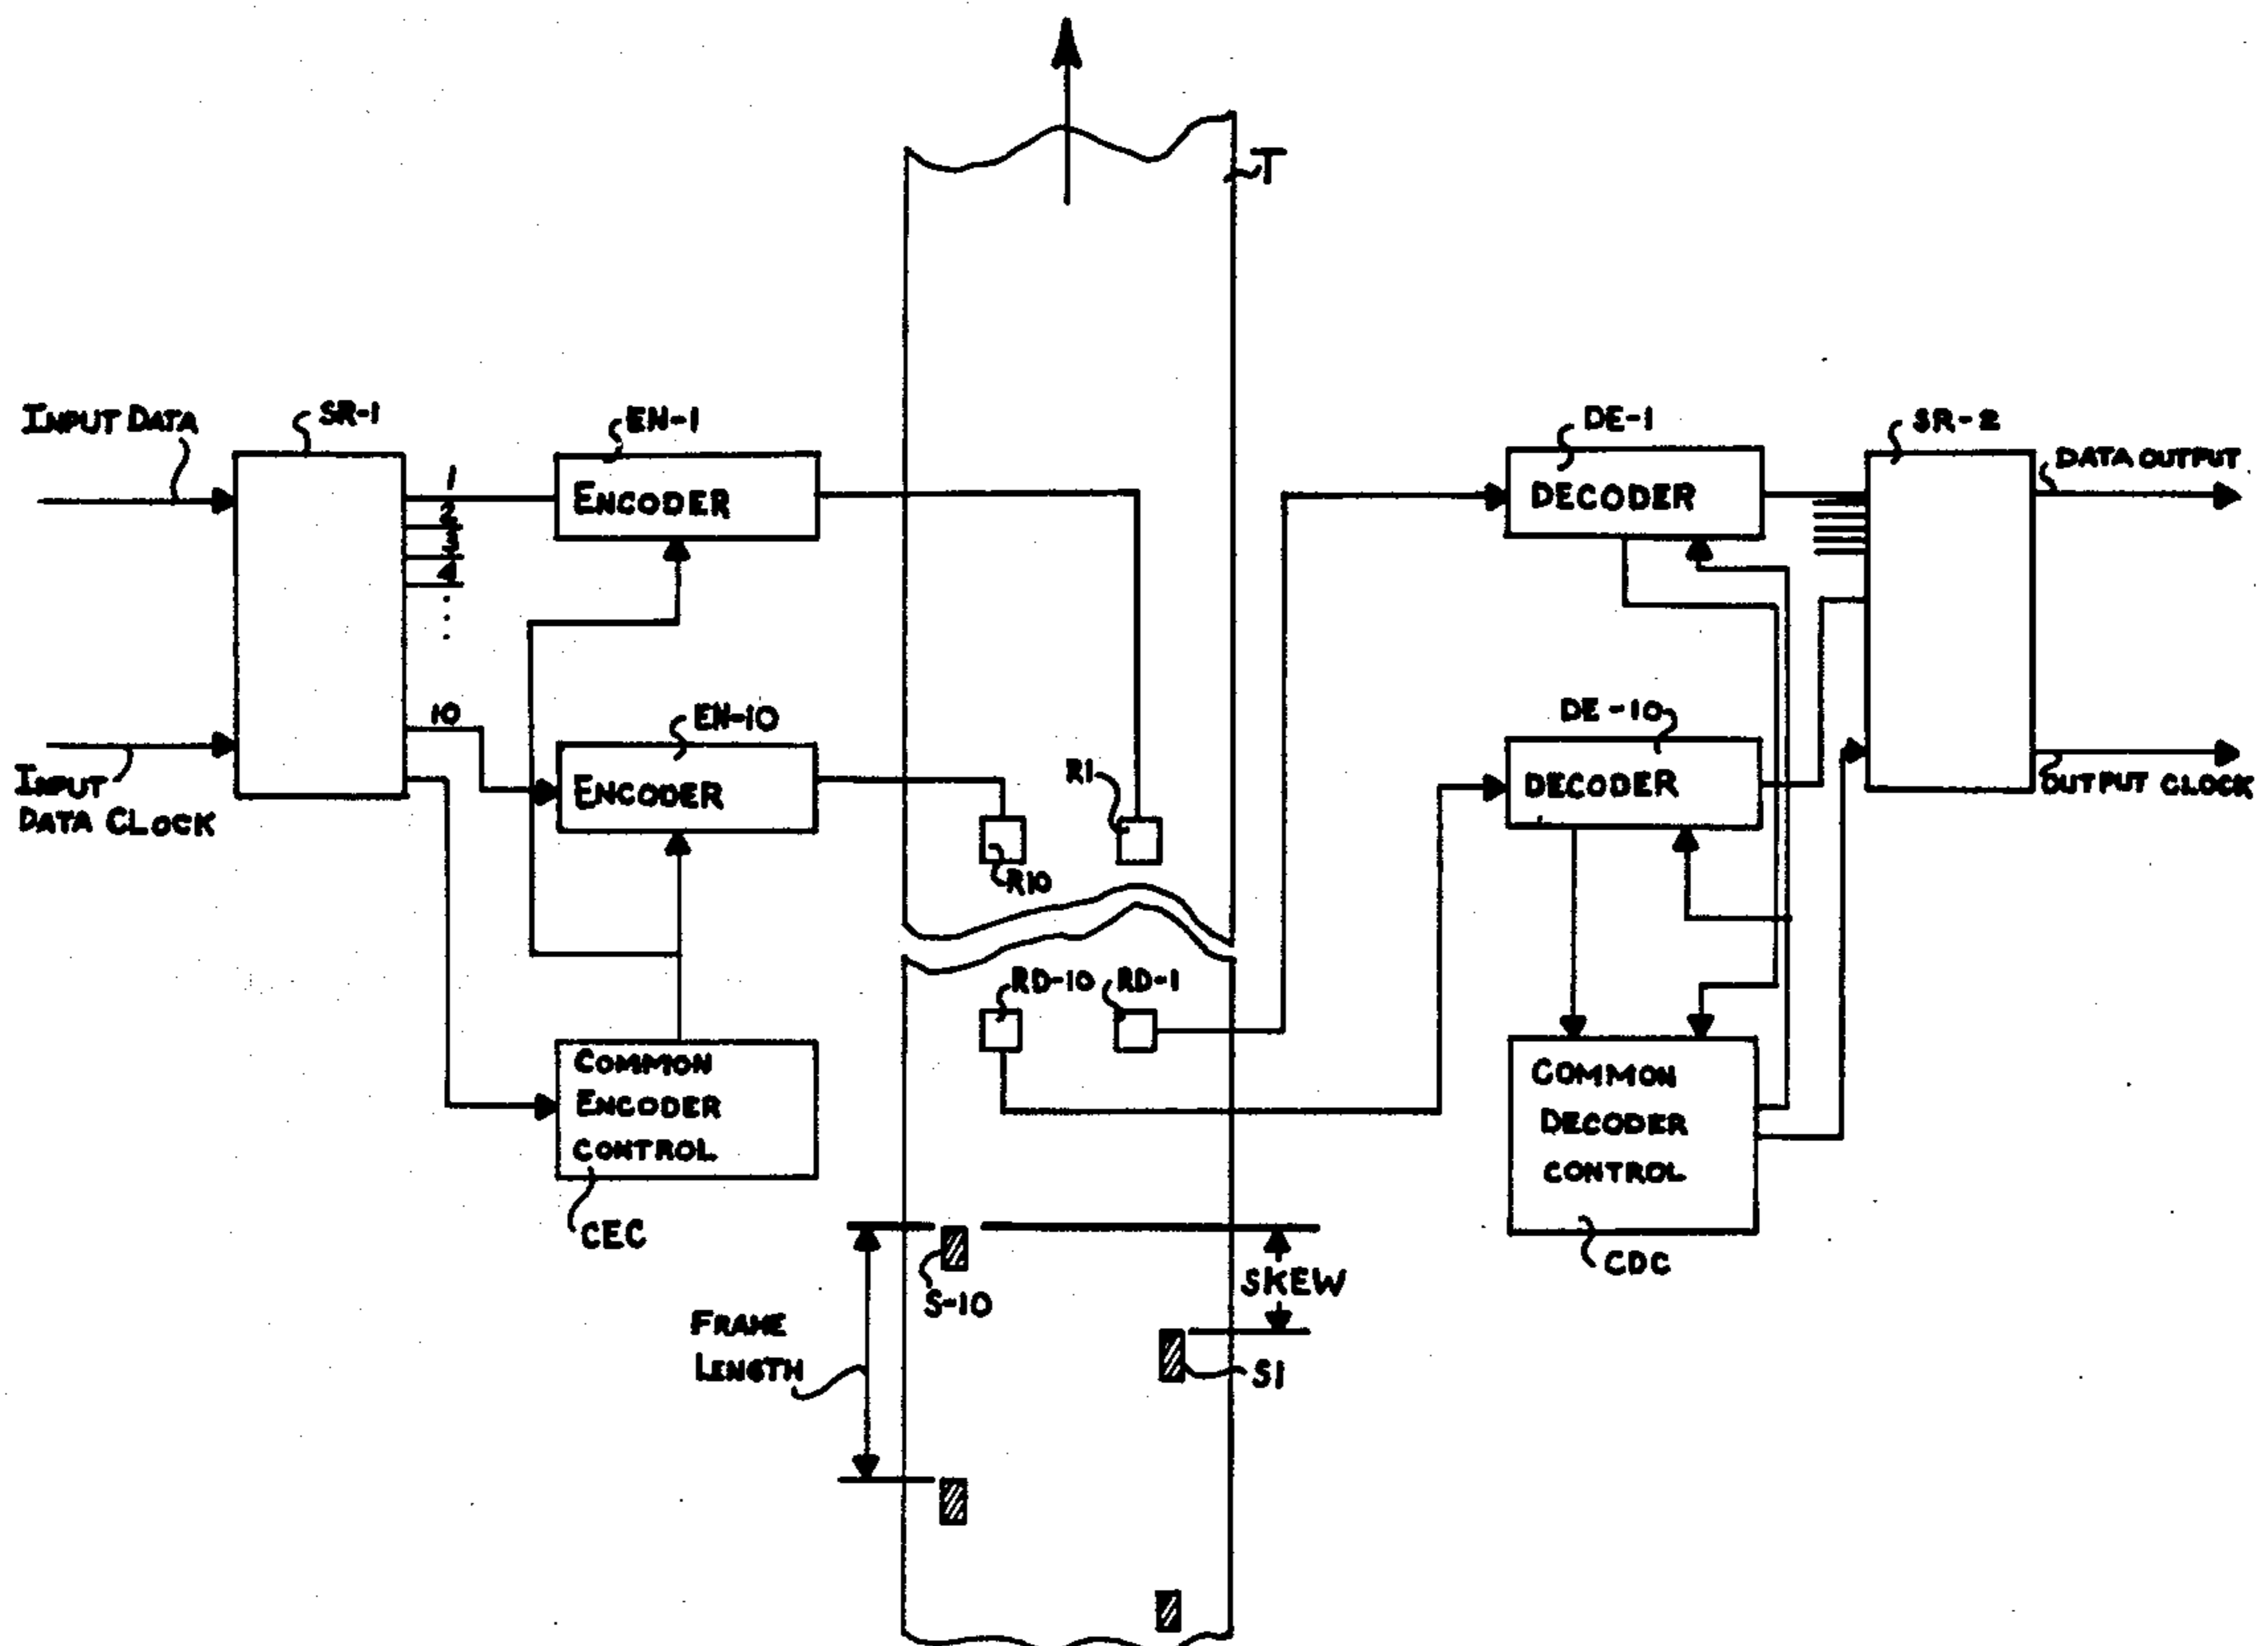 T
INPUT DATA
SR-1
EN-1
DE-1
SR-2
DATA OUTPUT
1
2
3
4
ENCODER
DECODER
10
EN-10
DE-10
INPUT
DATA CLOCK
ENCODER
R1
R10
DECODER
OUTPUT CLOCK
RD-10
RD-1
COMMON
ENCODER
CONTROL
CEC
COMMON
DECODER
CONTROL
CDC
S-10
SKEW
FRAME
LENGTH
S1